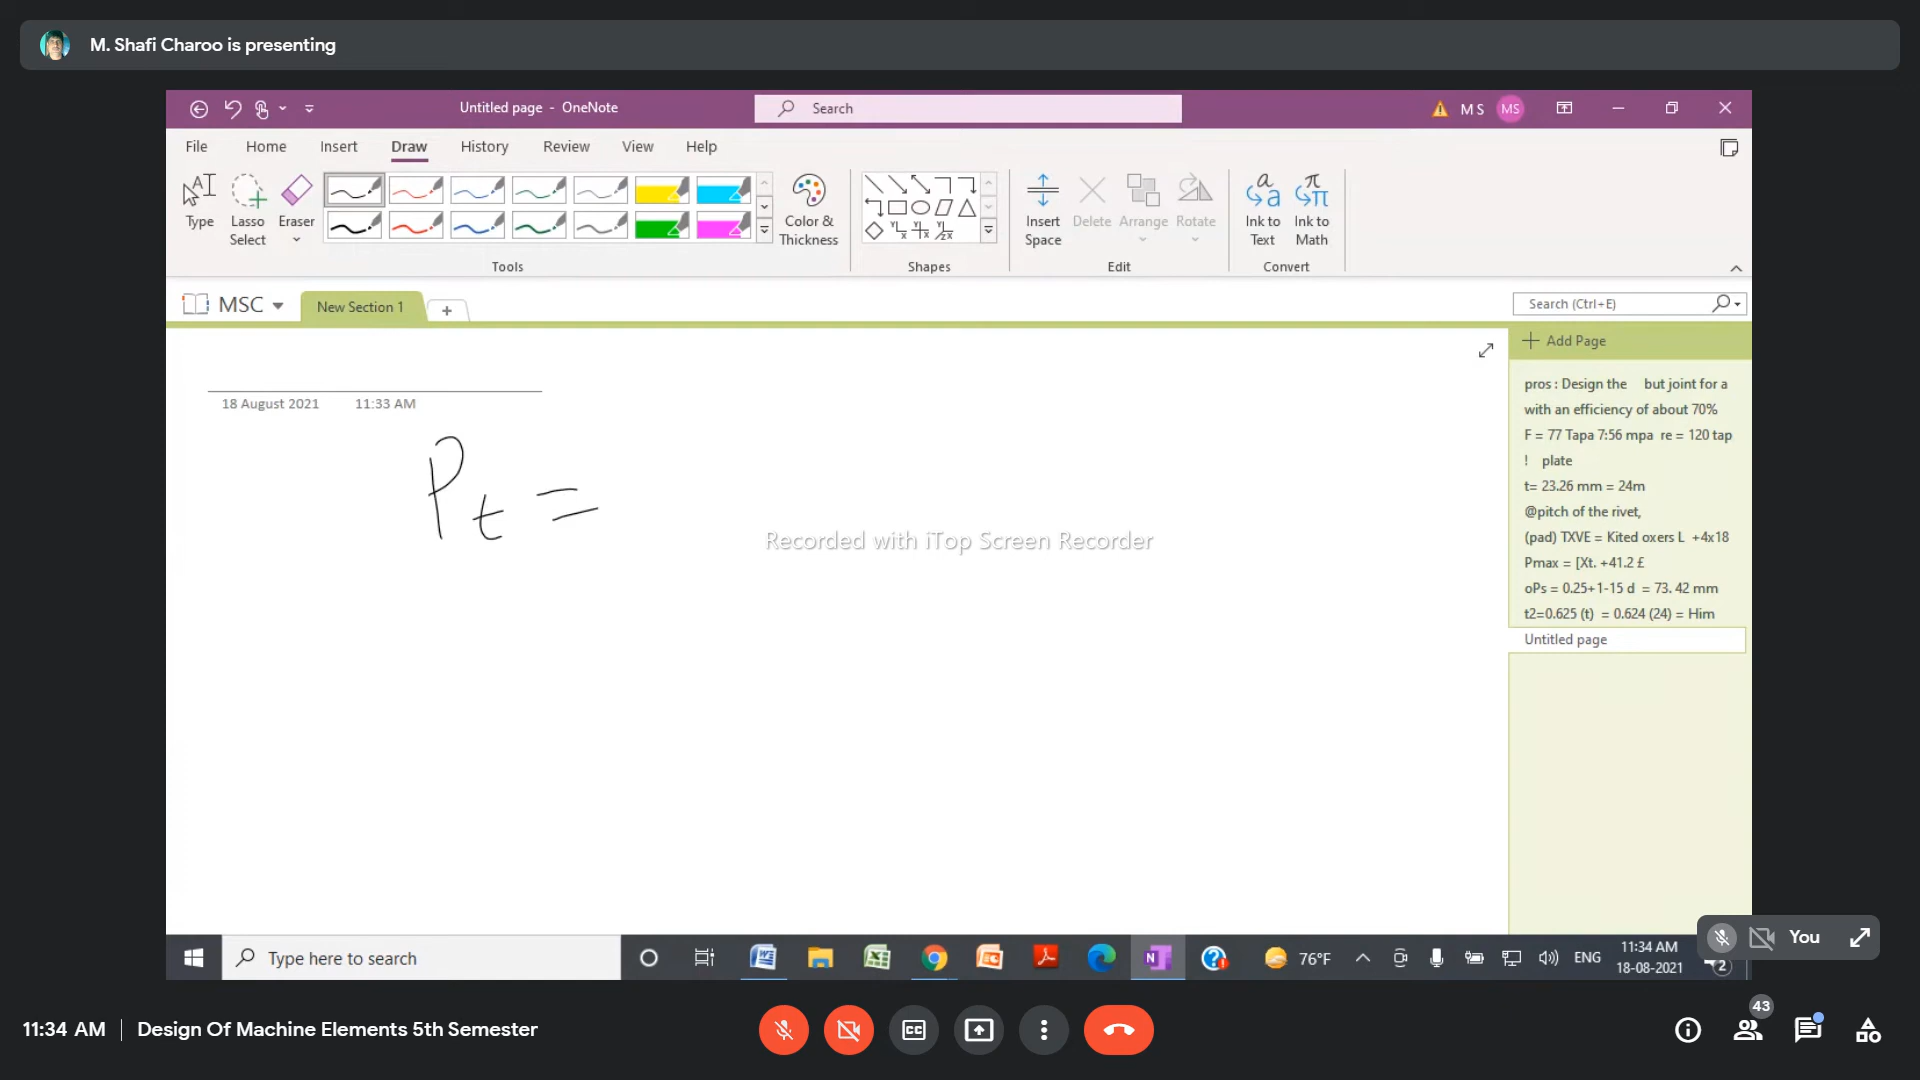 M. Shafi Charoo is presenting
Untitled page - OneNote
Search
M S
MS
File Home Insert Draw History Review View Help
Type
Lasso Select
Eraser
Color & Thickness
Tools
Shapes
Insert Space
Delete
Arrange
Rotate
Edit
Ink to Text
Ink to Math
Convert
MSC
New Section 1
+
Search (Ctrl+E)
Add Page
18 August 2021 11:33 AM
Pt =
Recorded with iTop Screen Recorder
pros : Design the but joint for a
with an efficiency of about 70%
F = 77 Tapa 7:56 mpa re = 120 tap
! plate
t= 23.26 mm = 24m
@pitch of the rivet,
(pad) TXVE = Kited oxers L +4x18
Pmax = [Xt. +41.2 £
oPs = 0.25+1-15 d = 73. 42 mm
t2=0.625 (t) = 0.624 (24) = Him
Untitled page
Type here to search
76°F
ENG
11:34 AM
18-08-2021
2
You
11:34 AM | Design Of Machine Elements 5th Semester
CC
43